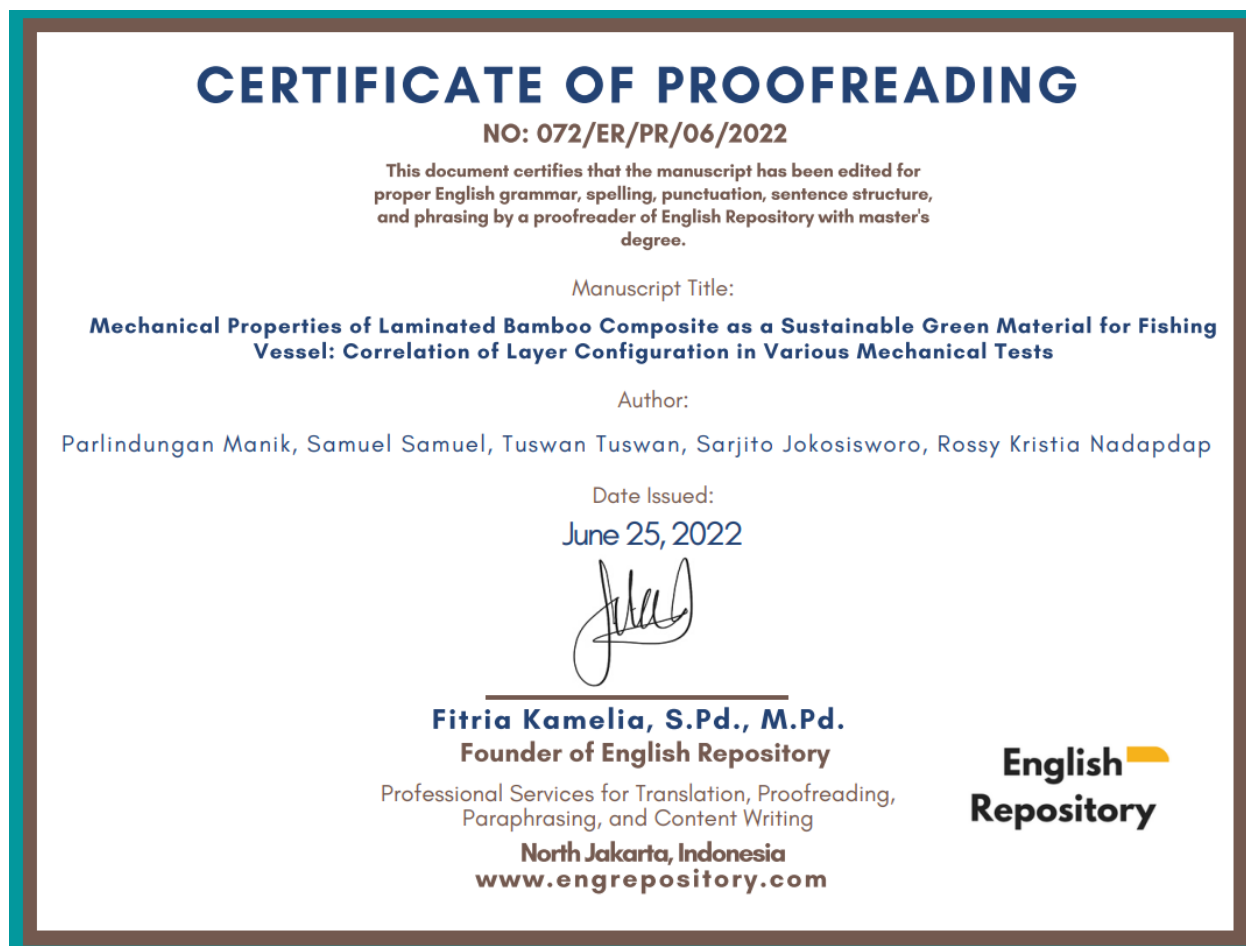 CERTIFICATE OF PROOFREADING
NO: 072/ER/PR/06/2022
This document certifies that the manuscript has been edited for
proper English grammar, spelling, punctuation, sentence structure,
and phrasing by a proofreader of English Repository with master's
degree.
Manuscript Title:
Mechanical Properties of Laminated Bamboo Composite as a Sustainable Green Material for Fishing
Vessel: Correlation of Layer Configuration in Various Mechanical Tests
Author:
Parlindungan Manik, Samuel Samuel, Tuswan Tuswan, Sarjito Jokosisworo, Rossy Kristia Nadapdap
Date Issued:
June 25, 2022
Fitria Kamelia, S.Pd., M.Pd.
Founder of English Repository
Professional Services for Translation, Proofreading,
Paraphrasing, and Content Writing
North Jakarta, Indonesia
www.engrepository.com
English
Repository